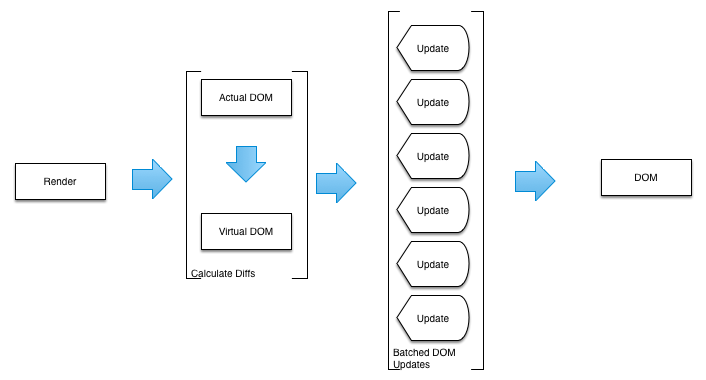 Render
Actual DOM
Virtual DOM
Calculate Diffs
Update
Update
Update
Update
Update
Update
Batched DOM
Updates
DOM